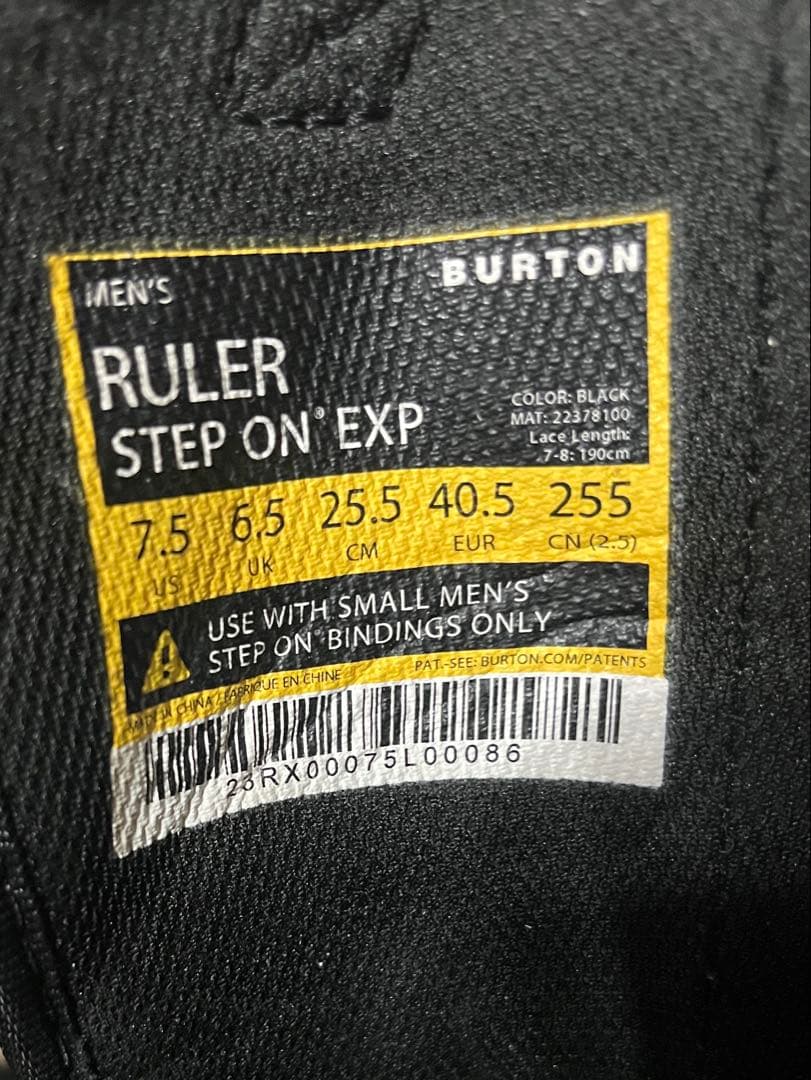 MEN'S
BURTON
RULER
STEP ON® EXP
COLOR: BLACK
MAT: 22378100
Lace Length:
7-8: 190cm
7.5 6.5 25.5 40.5 255
US UK CM EUR CN (2.5)
USE WITH SMALL MEN'S
STEP ON® BINDINGS ONLY
MADE IN CHINA / FABRIQUÉ EN CHINE
PAT.-SEE: BURTON.COM/PATENTS
23RX00075L00086